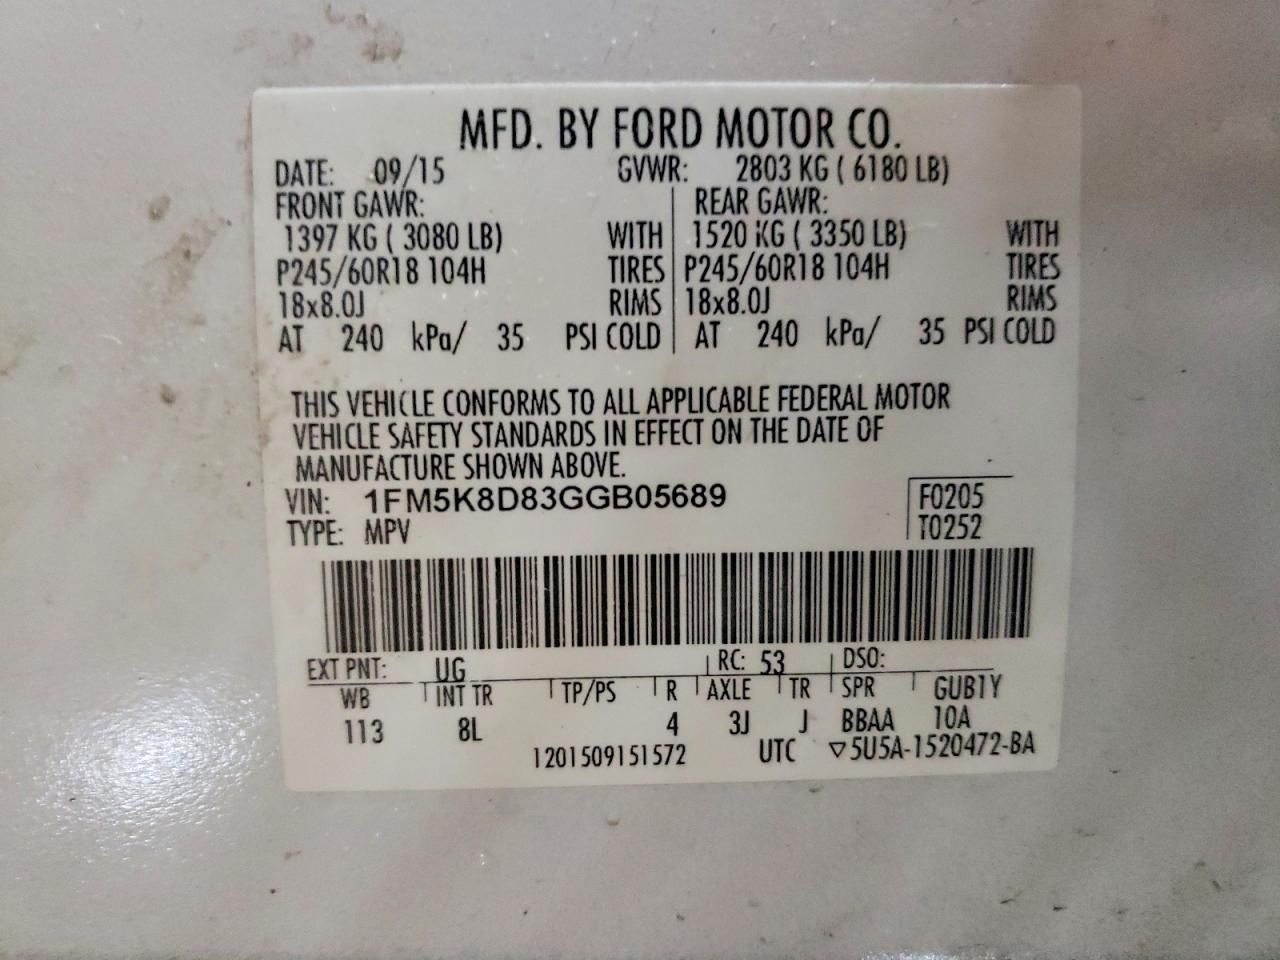 MFD. BY FORD MOTOR CO.
DATE: 09/15 GVWR: 2803 KG ( 6180 LB)
FRONT GAWR: REAR GAWR:
1397 KG ( 3080 LB) WITH 1520 KG ( 3350 LB) WITH
P245/60R18 104H TIRES P245/60R18 104H TIRES
18x8.0J RIMS 18x8.0J RIMS
AT 240 kPa/ 35 PSI COLD AT 240 kPa/ 35 PSI COLD
THIS VEHICLE CONFORMS TO ALL APPLICABLE FEDERAL MOTOR
VEHICLE SAFETY STANDARDS IN EFFECT ON THE DATE OF
MANUFACTURE SHOWN ABOVE.
VIN: 1FM5K8D83GGB05689 F0205
TYPE: MPV T0252
EXT PNT: UG RC: 53 DSO:
WB INT TR TP/PS R AXLE TR SPR GUB1Y
113 8L 4 3J J BBAA 10A
1201509151572 UTC ▽5U5A-1520472-BA